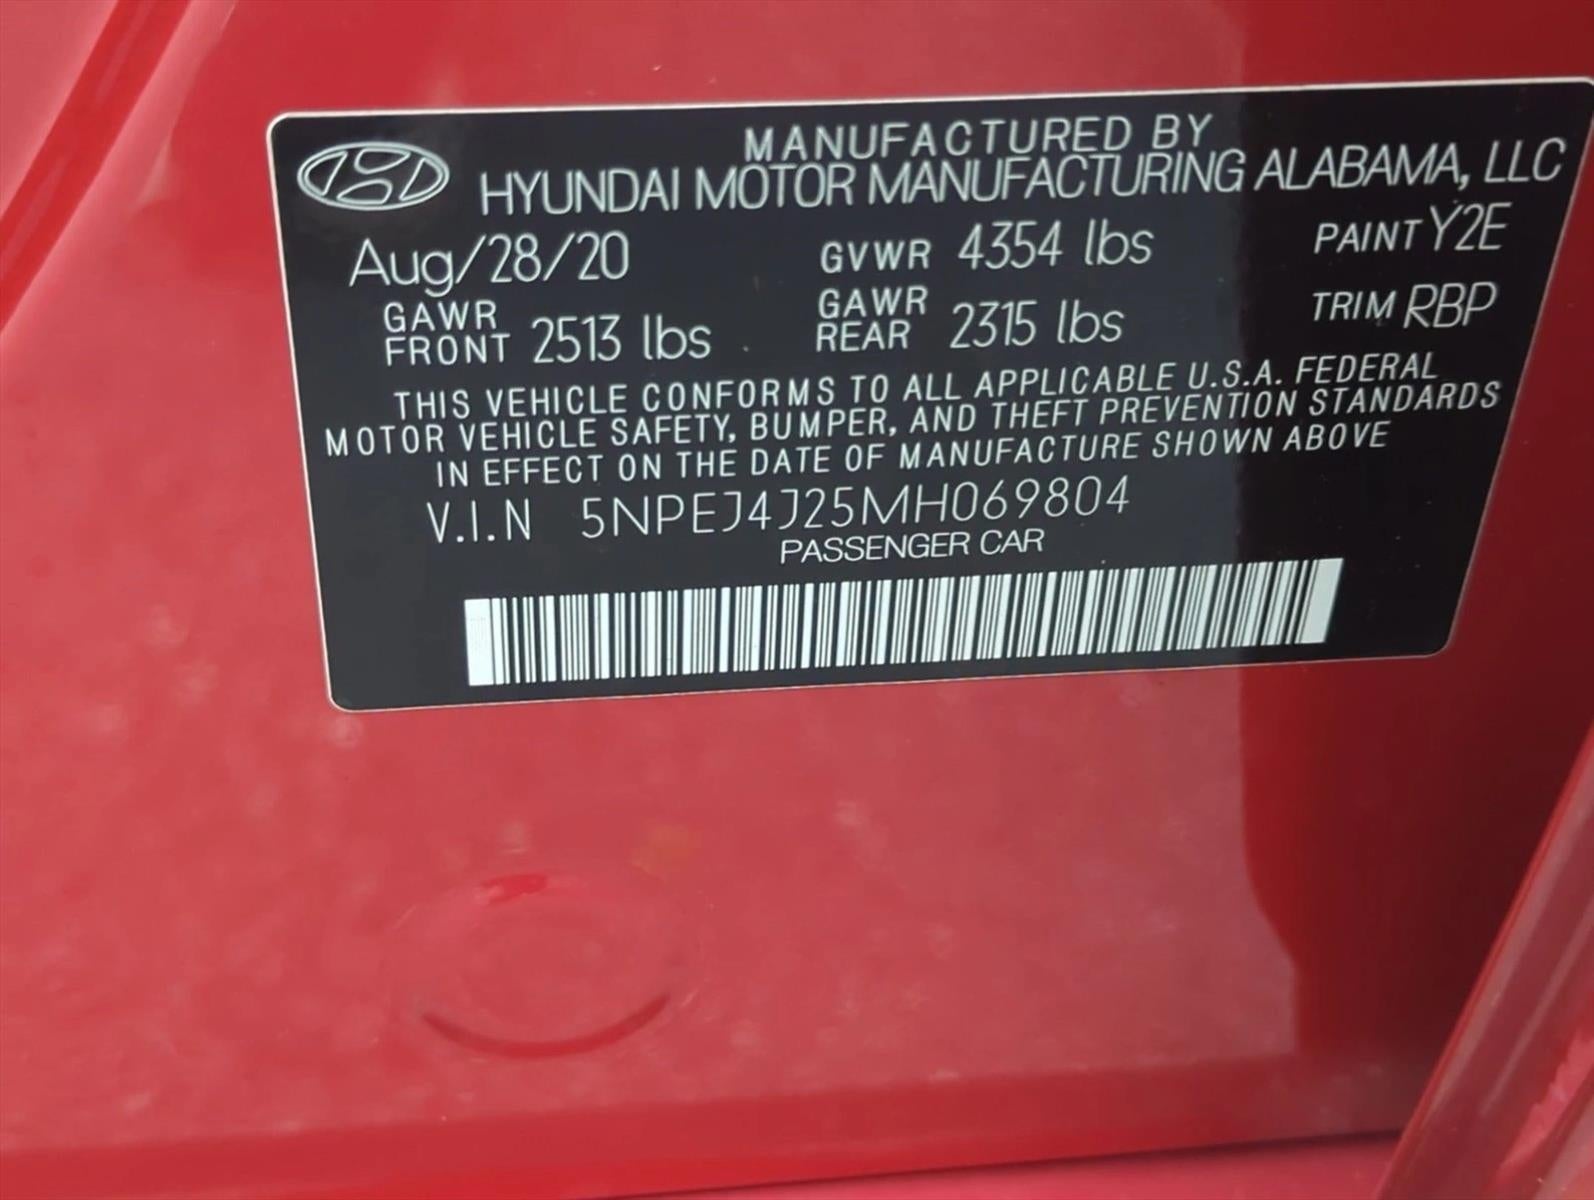 MANUFACTURED BY
HYUNDAI MOTOR MANUFACTURING ALABAMA, LLC
Aug/28/20 GVWR 4354 lbs PAINT Y2E
GAWR FRONT 2513 lbs GAWR REAR 2315 lbs TRIM RBP
THIS VEHICLE CONFORMS TO ALL APPLICABLE U.S.A. FEDERAL
MOTOR VEHICLE SAFETY, BUMPER, AND THEFT PREVENTION STANDARDS
IN EFFECT ON THE DATE OF MANUFACTURE SHOWN ABOVE
V.I.N 5NPEJ4J25MH069804
PASSENGER CAR